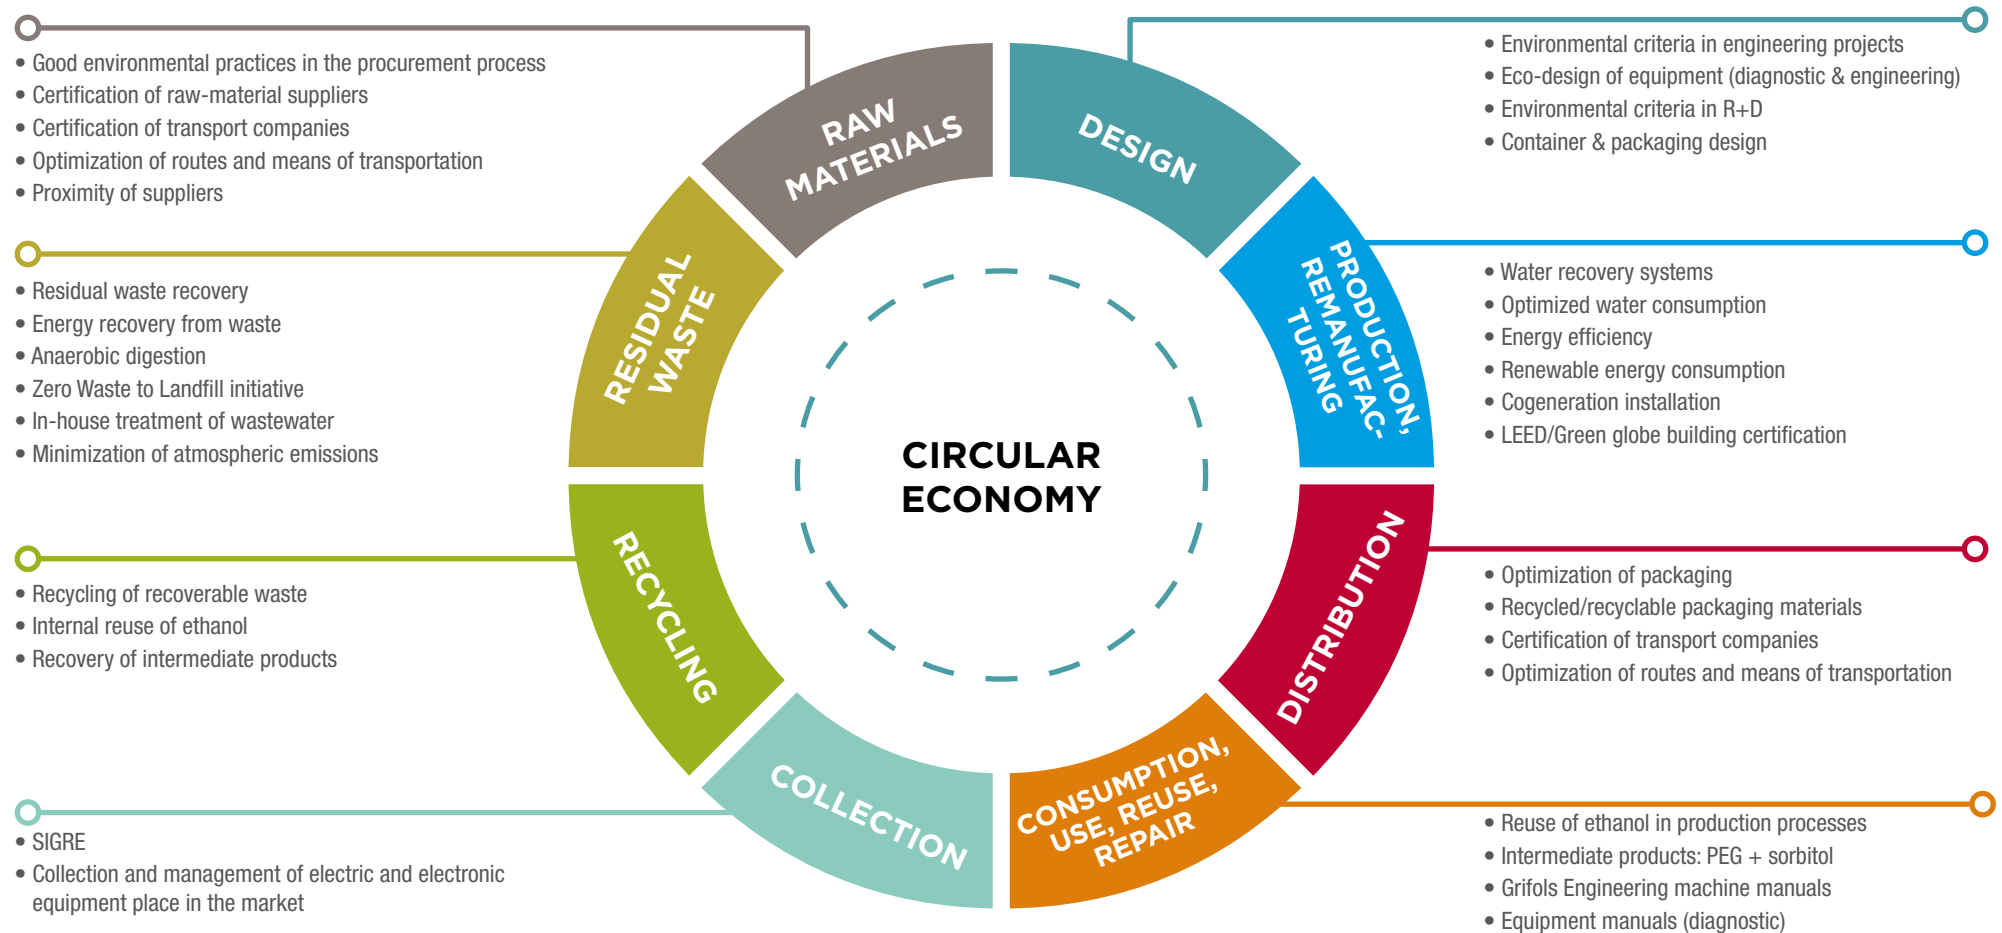 RAW
MATERIALS
• Good environmental practices in the procurement process
• Certification of raw-material suppliers
• Certification of transport companies
• Optimization of routes and means of transportation
• Proximity of suppliers
DESIGN
• Environmental criteria in engineering projects
• Eco-design of equipment (diagnostic & engineering)
• Environmental criteria in R+D
• Container & packaging design
RESIDUAL
WASTE
• Residual waste recovery
• Energy recovery from waste
• Anaerobic digestion
• Zero Waste to Landfill initiative
• In-house treatment of wastewater
• Minimization of atmospheric emissions
PRODUCTION,
REMANUFAC-
TURING
• Water recovery systems
• Optimized water consumption
• Energy efficiency
• Renewable energy consumption
• Cogeneration installation
• LEED/Green globe building certification
CIRCULAR
ECONOMY
RECYCLING
• Recycling of recoverable waste
• Internal reuse of ethanol
• Recovery of intermediate products
DISTRIBUTION
• Optimization of packaging
• Recycled/recyclable packaging materials
• Certification of transport companies
• Optimization of routes and means of transportation
COLLECTION
• SIGRE
• Collection and management of electric and electronic
equipment place in the market
CONSUMPTION,
USE, REUSE,
REPAIR
• Reuse of ethanol in production processes
• Intermediate products: PEG + sorbitol
• Grifols Engineering machine manuals
• Equipment manuals (diagnostic)